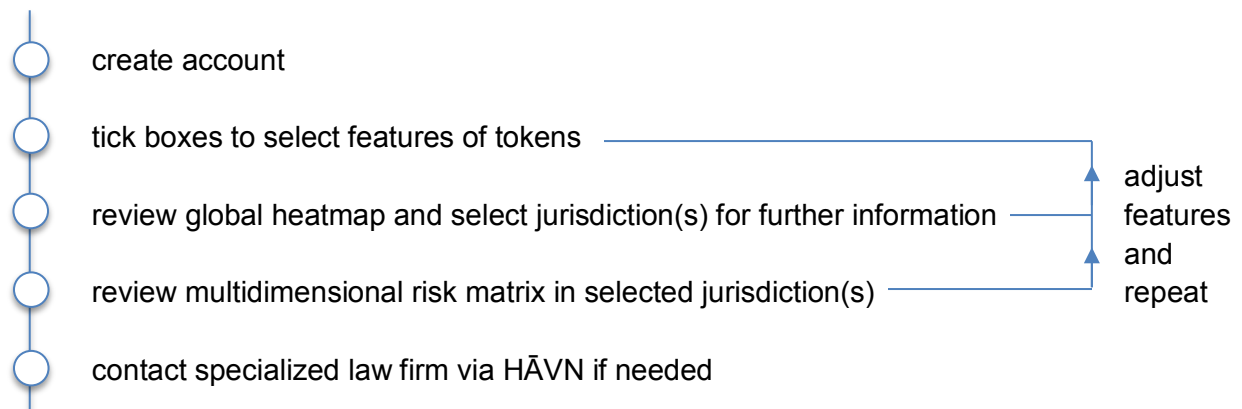 create account
tick boxes to select features of tokens
review global heatmap and select jurisdiction(s) for further information
review multidimensional risk matrix in selected jurisdiction(s)
contact specialized law firm via HĀVN if needed
adjust
features
and
repeat